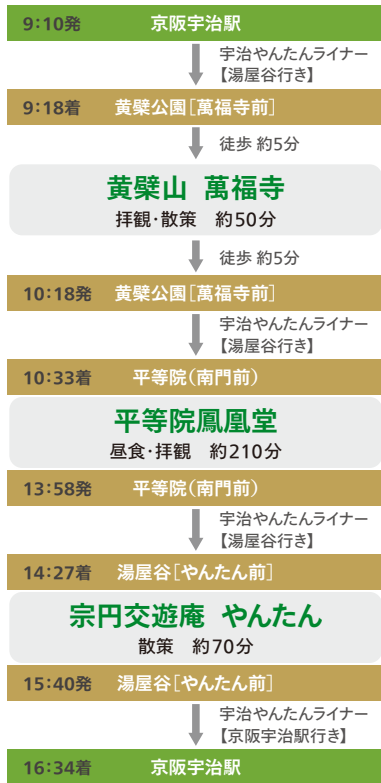 9:10発 京阪宇治駅
宇治やんたんライナー
【湯屋谷行き】
9:18着 黄檗公園[萬福寺前]
徒歩 約5分
黄檗山 萬福寺
拝観・散策 約50分
徒歩 約5分
10:18発 黄檗公園[萬福寺前]
宇治やんたんライナー
【湯屋谷行き】
10:33着 平等院(南門前)
平等院鳳凰堂
昼食・拝観 約210分
13:58発 平等院(南門前)
宇治やんたんライナー
【湯屋谷行き】
14:27着 湯屋谷[やんたん前]
宗円交遊庵 やんたん
散策 約70分
15:40発 湯屋谷[やんたん前]
宇治やんたんライナー
【京阪宇治駅行き】
16:34着 京阪宇治駅